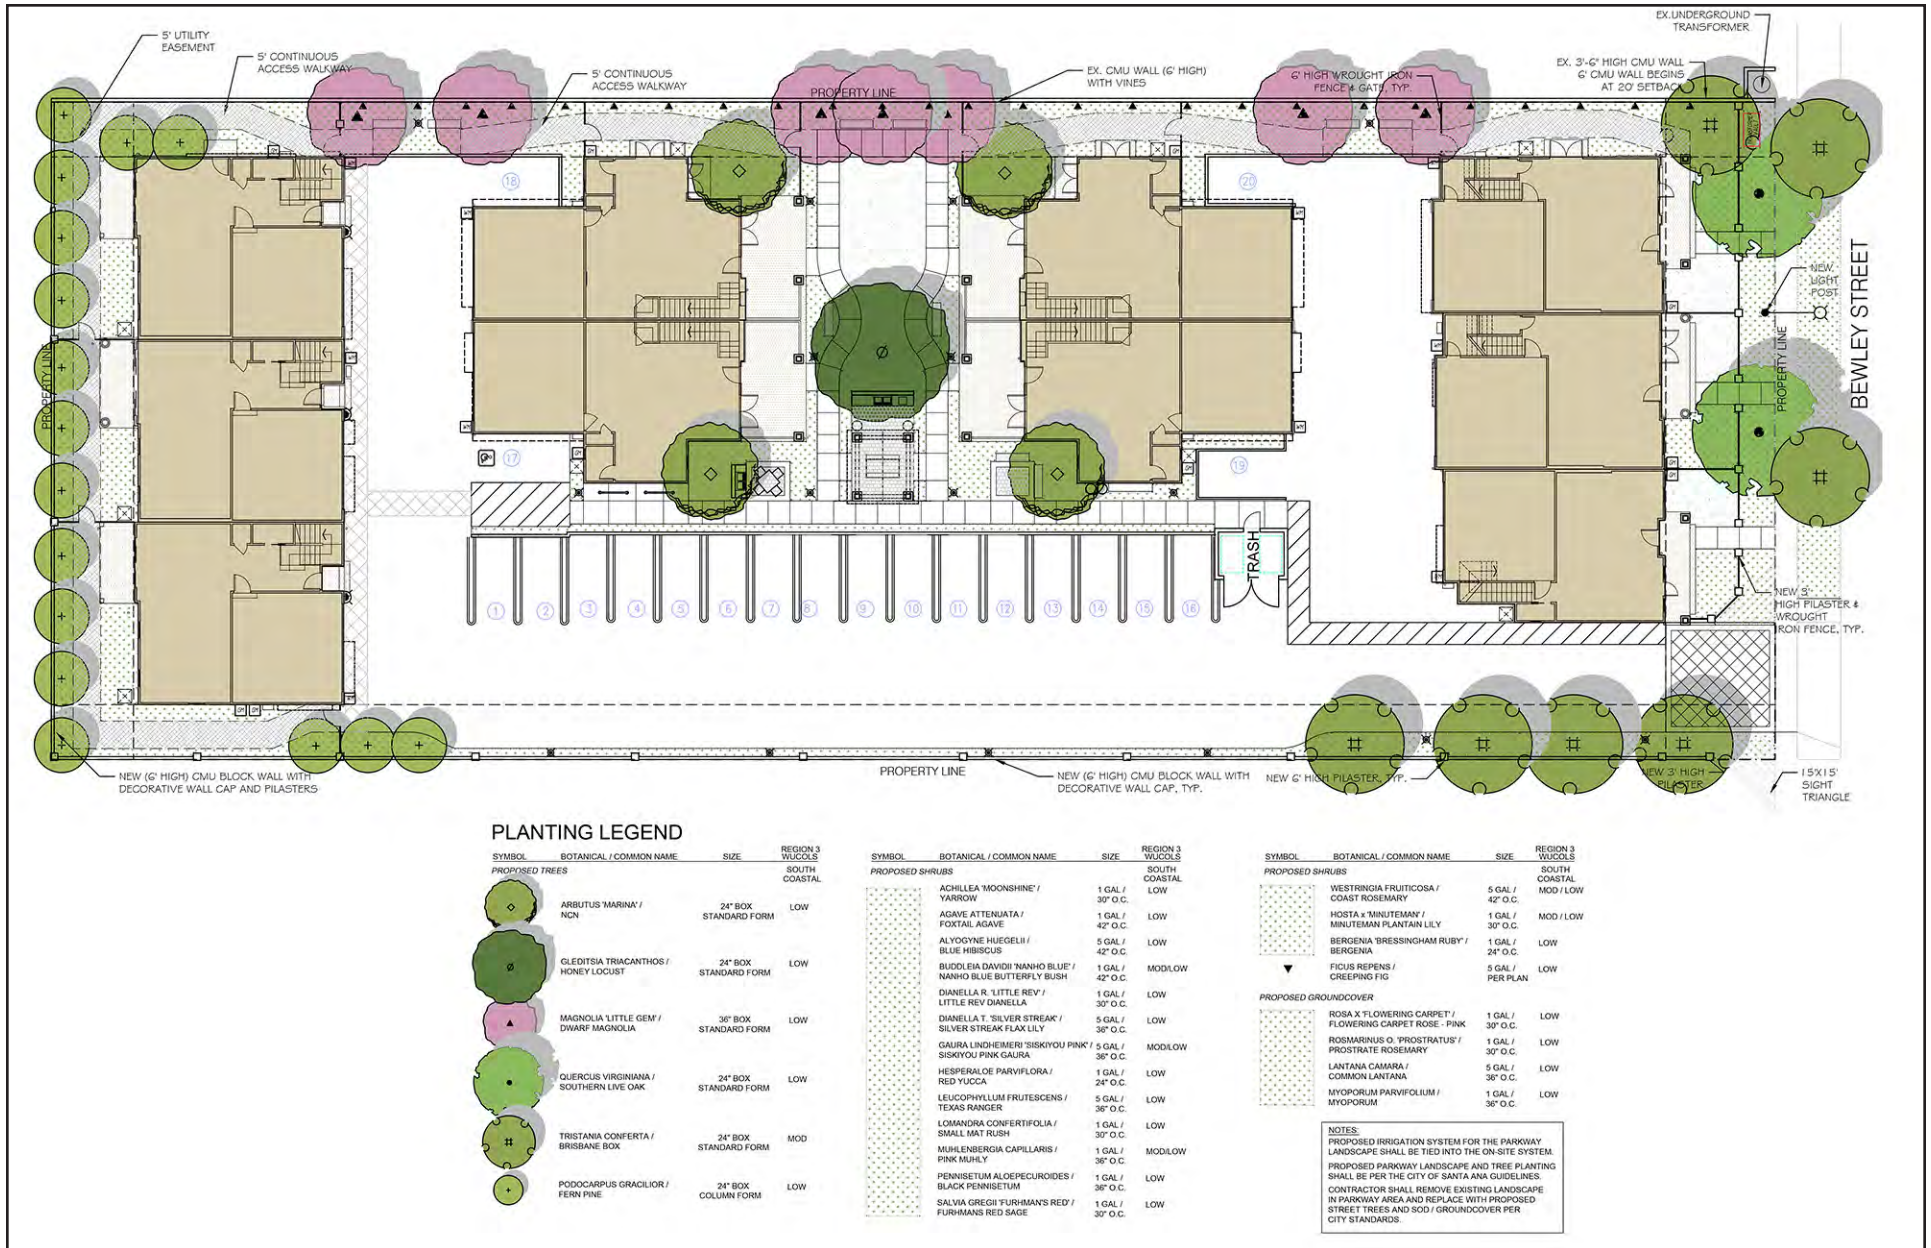 5' UTILITY
EASEMENT
5' CONTINUOUS
ACCESS WALKWAY
5' CONTINUOUS
ACCESS WALKWAY
PROPERTY LINE
EX. CMU WALL (6' HIGH)
WITH VINES
6' HIGH WROUGHT IRON
FENCE & GATE, TYP.
EX. 3'-6" HIGH CMU WALL
6' CMU WALL BEGINS
AT 20' SETBACK
EX.UNDERGROUND
TRANSFORMER
18
20
NEW
LIGHT
POST
BEWLEY STREET
PROPERTY LINE
PROPERTY LINE
17
19
TRASH
1
2
3
4
5
6
7
8
9
10
11
12
13
14
15
16
NEW 3'
HIGH PILASTER &
WROUGHT
IRON FENCE, TYP.
NEW (6' HIGH) CMU BLOCK WALL WITH
DECORATIVE WALL CAP AND PILASTERS
PROPERTY LINE
NEW (6' HIGH) CMU BLOCK WALL WITH
DECORATIVE WALL CAP, TYP.
NEW 6' HIGH PILASTER, TYP.
NEW 3' HIGH
PILASTER
15'X15'
SIGHT
TRIANGLE
PLANTING LEGEND
SYMBOL BOTANICAL / COMMON NAME SIZE REGION 3 WUCOLS
PROPOSED TREES SOUTH COASTAL
ARBUTUS 'MARINA' / 24" BOX LOW
NCN STANDARD FORM
GLEDITSIA TRIACANTHOS / 24" BOX LOW
HONEY LOCUST STANDARD FORM
MAGNOLIA 'LITTLE GEM' / 36" BOX LOW
DWARF MAGNOLIA STANDARD FORM
QUERCUS VIRGINIANA / 24" BOX LOW
SOUTHERN LIVE OAK STANDARD FORM
TRISTANIA CONFERTA / 24" BOX MOD
BRISBANE BOX STANDARD FORM
PODOCARPUS GRACILIOR / 24" BOX LOW
FERN PINE COLUMN FORM
SYMBOL BOTANICAL / COMMON NAME SIZE REGION 3 WUCOLS
PROPOSED SHRUBS SOUTH COASTAL
ACHILLEA 'MOONSHINE' / 1 GAL / LOW
YARROW 30" O.C.
AGAVE ATTENUATA / 1 GAL / LOW
FOXTAIL AGAVE 42" O.C.
ALYOGYNE HUEGELII / 5 GAL / LOW
BLUE HIBISCUS 42" O.C.
BUDDLEIA DAVIDII 'NANHO BLUE' / 1 GAL / MOD/LOW
NANHO BLUE BUTTERFLY BUSH 42" O.C.
DIANELLA R. 'LITTLE REV' / 1 GAL / LOW
LITTLE REV DIANELLA 30" O.C.
DIANELLA T. 'SILVER STREAK' / 5 GAL / LOW
SILVER STREAK FLAX LILY 36" O.C.
GAURA LINDHEIMERI 'SISKIYOU PINK' / 5 GAL / MOD/LOW
SISKIYOU PINK GAURA 36" O.C.
HESPERALOE PARVIFLORA / 1 GAL / LOW
RED YUCCA 24" O.C.
LEUCOPHYLLUM FRUTESCENS / 5 GAL / LOW
TEXAS RANGER 36" O.C.
LOMANDRA CONFERTIFOLIA / 1 GAL / LOW
SMALL MAT RUSH 30" O.C.
MUHLENBERGIA CAPILLARIS / 1 GAL / MOD/LOW
PINK MUHLY 36" O.C.
PENNISETUM ALOEPECUROIDES / 1 GAL / LOW
BLACK PENNISETUM 36" O.C.
SALVIA GREGII 'FURHMAN'S RED' / 1 GAL / LOW
FURHMANS RED SAGE 30" O.C.
SYMBOL BOTANICAL / COMMON NAME SIZE REGION 3 WUCOLS
PROPOSED SHRUBS SOUTH COASTAL
WESTRINGIA FRUITICOSA / 5 GAL / MOD / LOW
COAST ROSEMARY 42" O.C.
HOSTA x 'MINUTEMAN' / 1 GAL / MOD / LOW
MINUTEMAN PLANTAIN LILY 30" O.C.
BERGENIA 'BRESSINGHAM RUBY' / 1 GAL / LOW
BERGENIA 24" O.C.
FICUS REPENS / 5 GAL / LOW
CREEPING FIG PER PLAN
PROPOSED GROUNDCOVER
ROSA X 'FLOWERING CARPET' / 1 GAL / LOW
FLOWERING CARPET ROSE - PINK 30" O.C.
ROSMARINUS O. 'PROSTRATUS' / 1 GAL / LOW
PROSTRATE ROSEMARY 30" O.C.
LANTANA CAMARA / 5 GAL / LOW
COMMON LANTANA 36" O.C.
MYOPORUM PARVIFOLIUM / 1 GAL / LOW
MYOPORUM 36" O.C.
NOTES:
PROPOSED IRRIGATION SYSTEM FOR THE PARKWAY
LANDSCAPE SHALL BE TIED INTO THE ON-SITE SYSTEM.
PROPOSED PARKWAY LANDSCAPE AND TREE PLANTING
SHALL BE PER THE CITY OF SANTA ANA GUIDELINES.
CONTRACTOR SHALL REMOVE EXISTING LANDSCAPE
IN PARKWAY AREA AND REPLACE WITH PROPOSED
STREET TREES AND SOD / GROUNDCOVER PER
CITY STANDARDS.